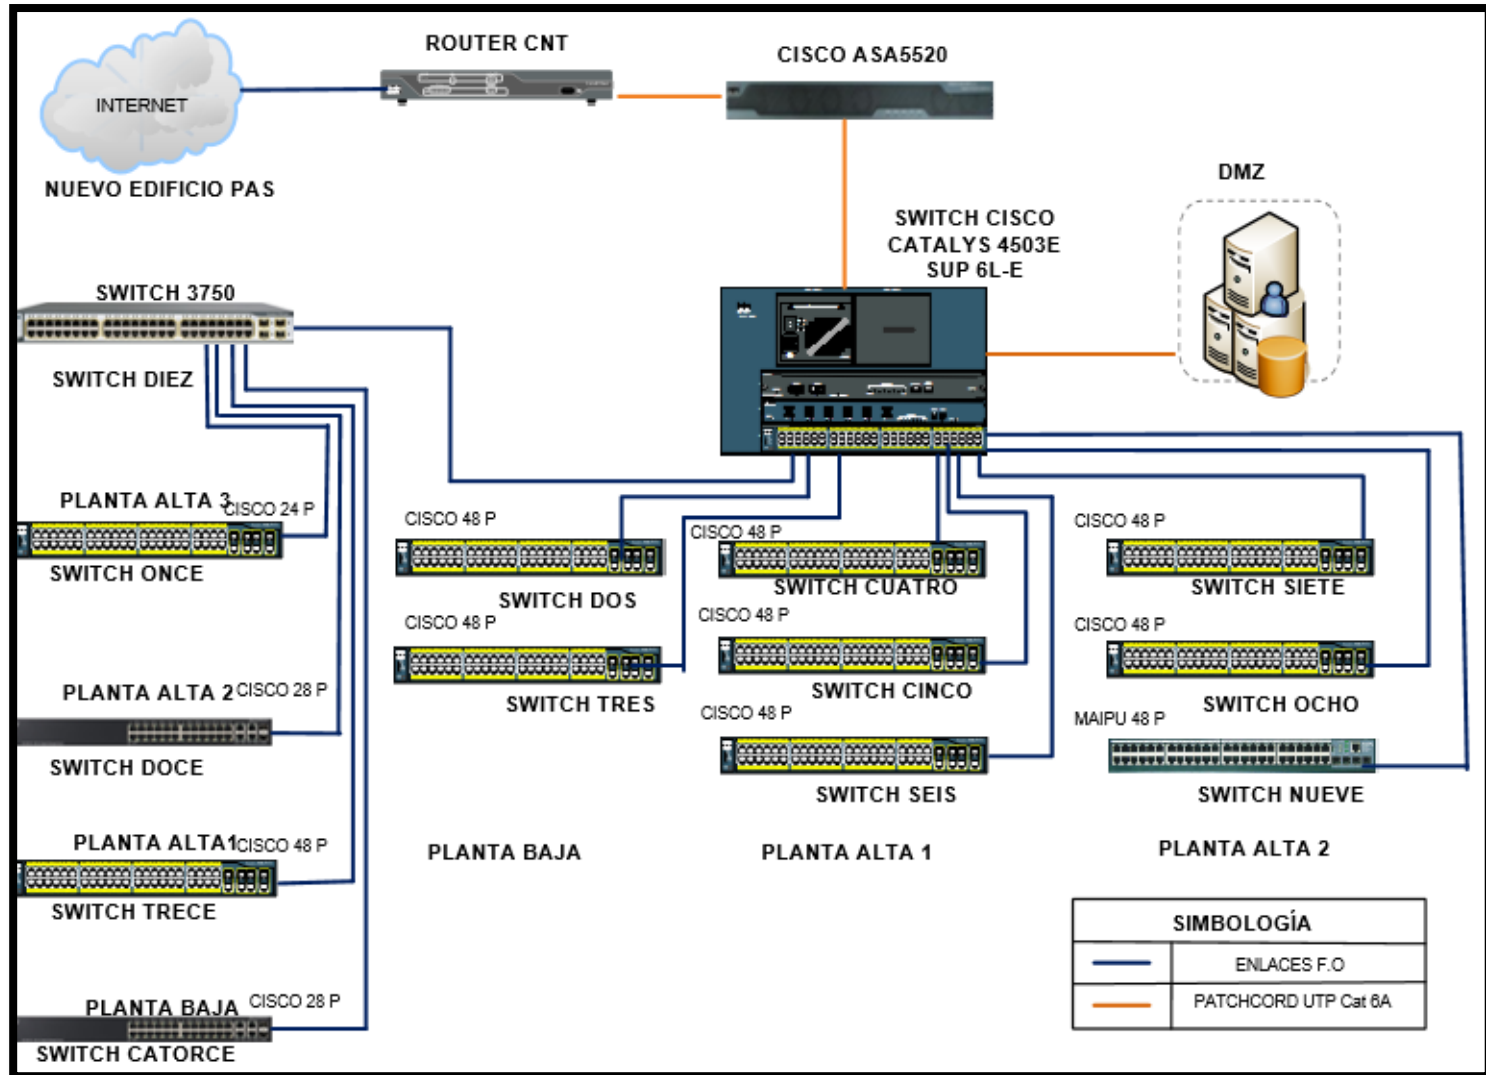 ROUTER CNT
CISCO ASA5520
INTERNET
NUEVO EDIFICIO PAS
DMZ
SWITCH CISCO
CATALYS 4503E
SUP 6L-E
SWITCH 3750
SWITCH DIEZ
PLANTA ALTA 3
CISCO 24 P
SWITCH ONCE
PLANTA ALTA 2
CISCO 28 P
SWITCH DOCE
PLANTA ALTA1
CISCO 48 P
SWITCH TRECE
PLANTA BAJA
CISCO 28 P
SWITCH CATORCE
CISCO 48 P
SWITCH DOS
CISCO 48 P
SWITCH TRES
PLANTA BAJA
CISCO 48 P
SWITCH CUATRO
CISCO 48 P
SWITCH CINCO
CISCO 48 P
SWITCH SEIS
PLANTA ALTA 1
CISCO 48 P
SWITCH SIETE
CISCO 48 P
SWITCH OCHO
MAIPU 48 P
SWITCH NUEVE
PLANTA ALTA 2
SIMBOLOGÍA
ENLACES F.O
PATCHCORD UTP Cat 6A